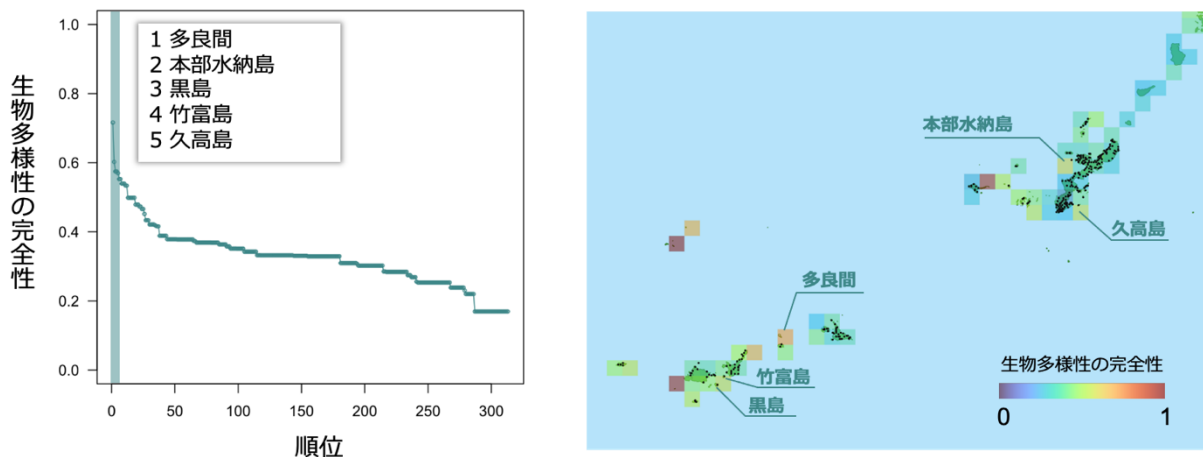 生物多様性の完全性
1.0
0.8
0.6
0.4
0.2
0.0
1 多良間
2 本部水納島
3 黒島
4 竹富島
5 久高島
0 50 100 150 200 250 300
順位
本部水納島
久高島
多良間
竹富島
黒島
生物多様性の完全性
0 1